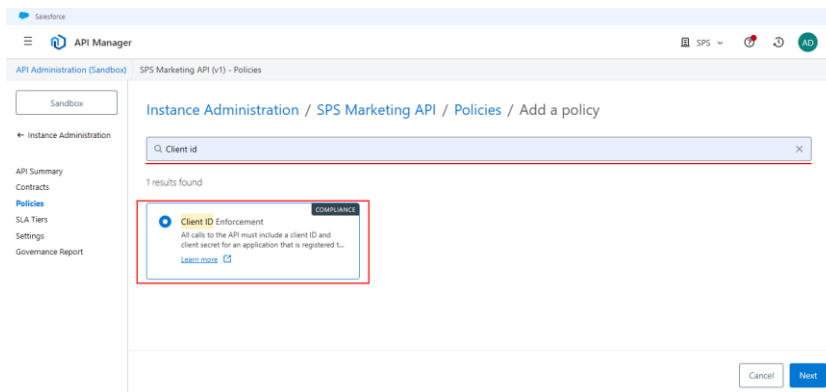 Salesforce
API Manager
SPS
AD
API Administration (Sandbox)
SPS Marketing API (v1) - Policies
Sandbox
← Instance Administration
API Summary
Contracts
Policies
SLA Tiers
Settings
Governance Report
Instance Administration / SPS Marketing API / Policies / Add a policy
Client id
1 results found
COMPLIANCE
Client ID Enforcement
All calls to the API must include a client ID and
client secret for an application that is registered t...
Learn more
Cancel
Next